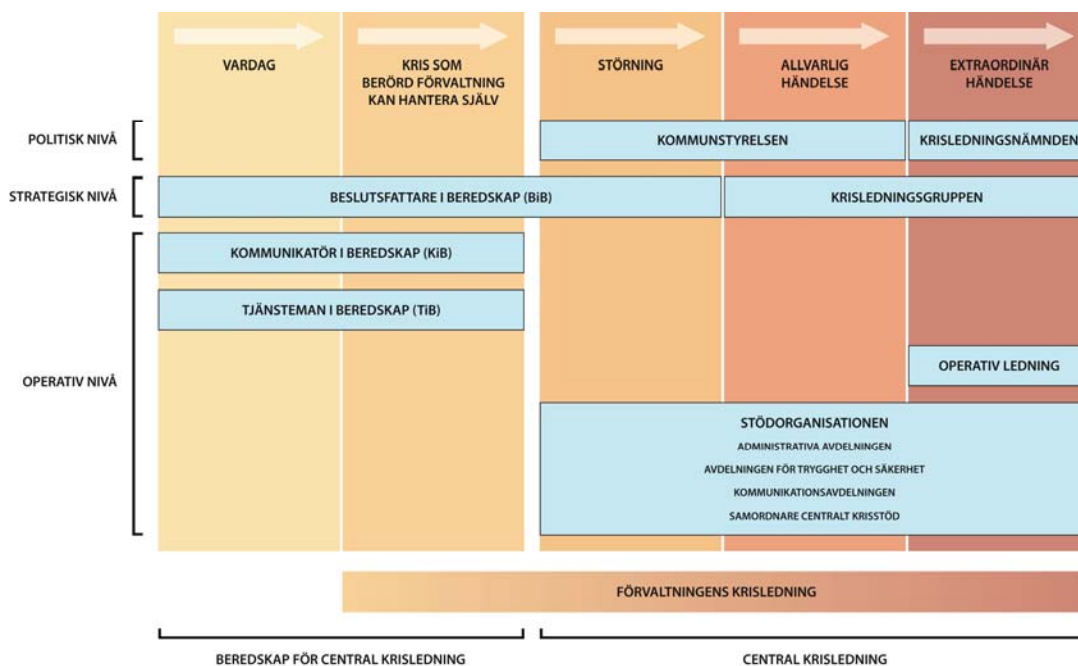 VARDAG
KRIS SOM
BERÖRD FÖRVALTNING
KAN HANTERA SJÄLV
STÖRNING
ALLVARLIG
HÄNDELSE
EXTRAORDINÄR
HÄNDELSE
POLITISK NIVÅ
KOMMUNSTYRELSEN
KRISLEDNINGSNÄMNDEN
STRATEGISK NIVÅ
BESLUTSFATTARE I BEREDSKAP (BiB)
KRISLEDNINGSGRUPPEN
KOMMUNIKATÖR I BEREDSKAP (KiB)
TJÄNSTEMAN I BEREDSKAP (TiB)
OPERATIV NIVÅ
OPERATIV LEDNING
STÖDORGANISATIONEN
ADMINISTRATIVA AVDELNINGEN
AVDELNINGEN FÖR TRYGGHET OCH SÄKERHET
KOMMUNIKATIONSAVDELNINGEN
SAMORDNARE CENTRALT KRISSTÖD
FÖRVALTNINGENS KRISLEDNING
BEREDSKAP FÖR CENTRAL KRISLEDNING
CENTRAL KRISLEDNING